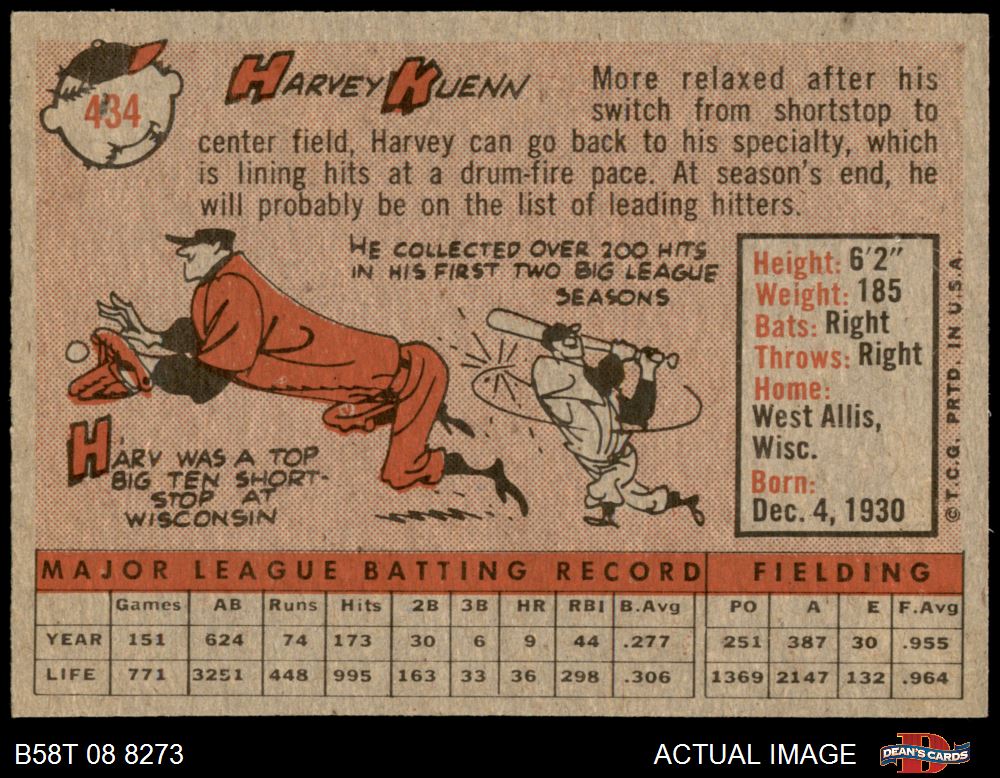 434
HARVEY KUENN
More relaxed after his
switch from shortstop to
center field, Harvey can go back to his specialty, which
is lining hits at a drum-fire pace. At season's end, he
will probably be on the list of leading hitters.
HE COLLECTED OVER 200 HITS
IN HIS FIRST TWO BIG LEAGUE
SEASONS
HARV WAS A TOP
BIG TEN SHORT-
STOP AT
WISCONSIN
Height: 6'2"
Weight: 185
Bats: Right
Throws: Right
Home:
West Allis,
Wisc.
Born:
Dec. 4, 1930
© T.C.G. PRTD. IN U.S.A.
MAJOR LEAGUE BATTING RECORD FIELDING
Games AB Runs Hits 2B 3B HR RBI B.Avg PO A E F.Avg
YEAR 151 624 74 173 30 6 9 44 .277 251 387 30 .955
LIFE 771 3251 448 995 163 33 36 298 .306 1369 2147 132 .964
B58T 08 8273 ACTUAL IMAGE DEAN'S CARDS